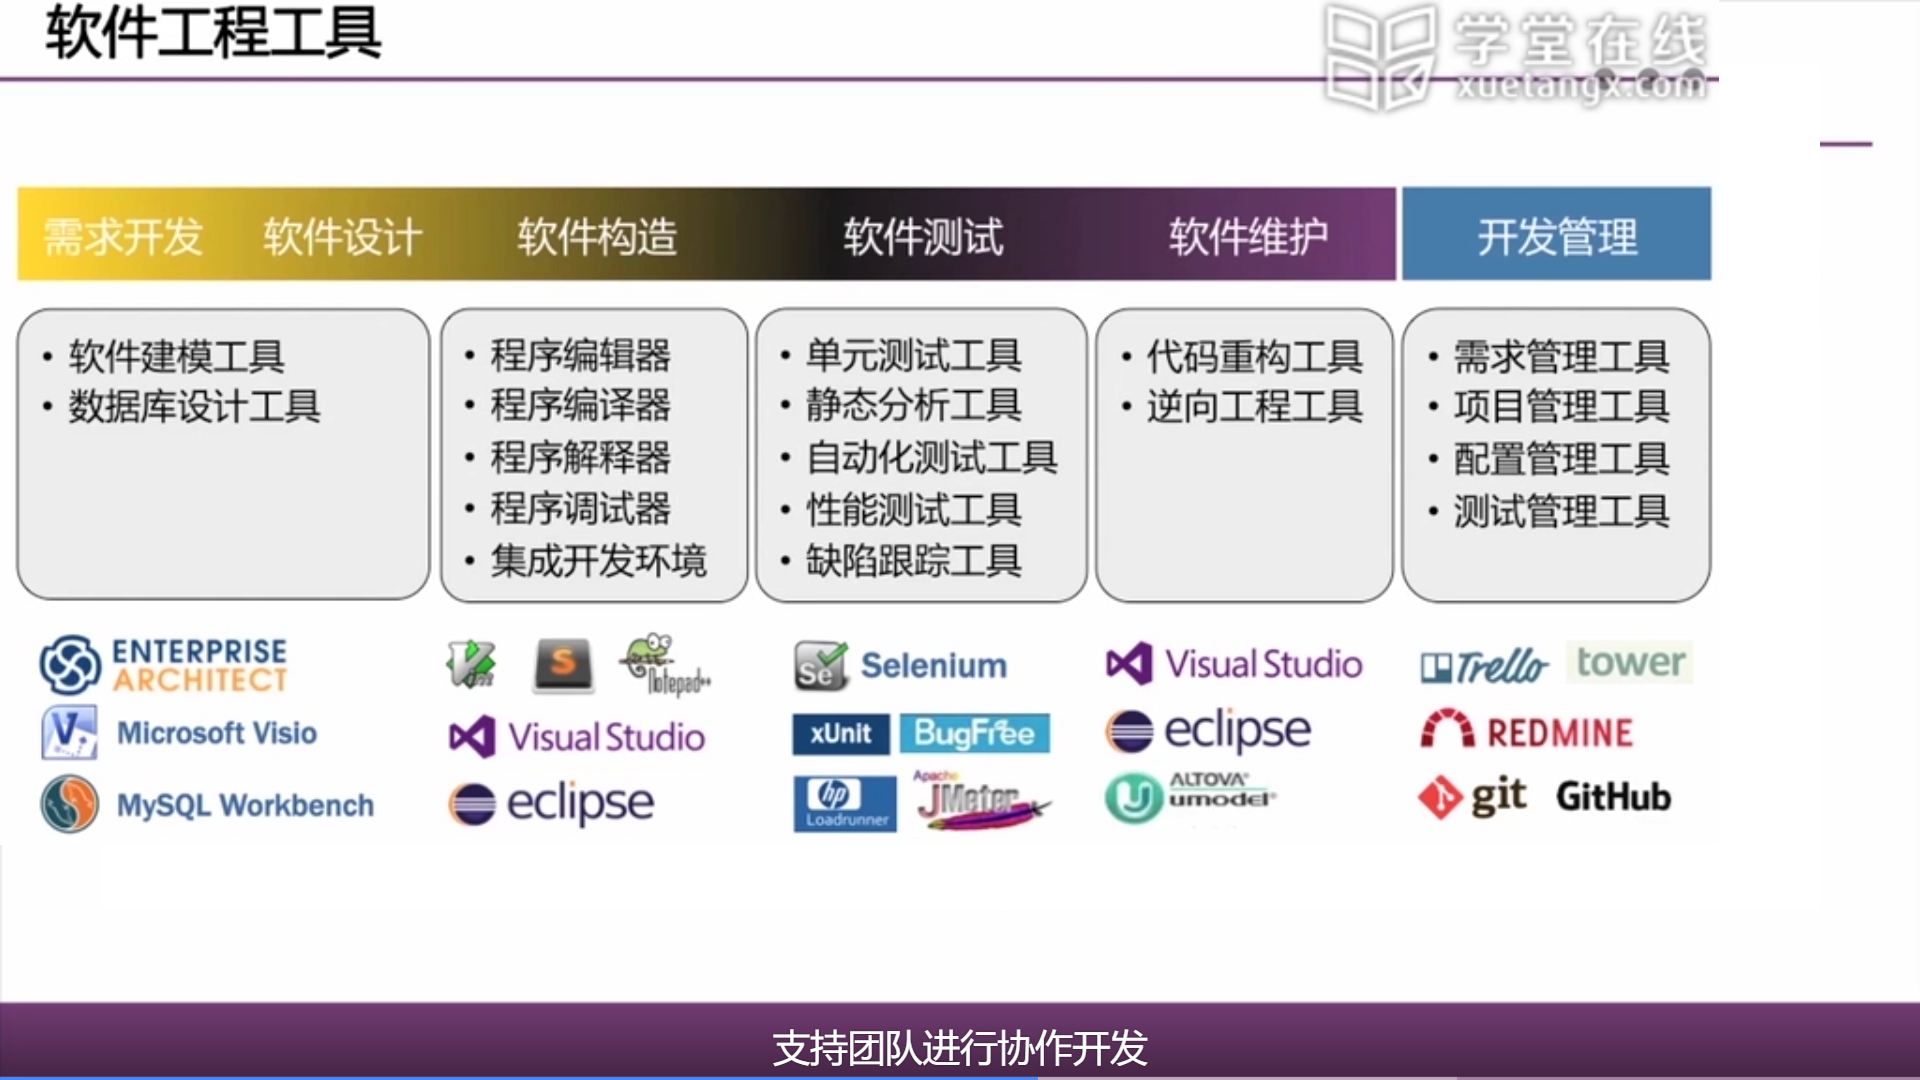 软件工程工具
学堂在线
xuetangx.com
需求开发
软件设计
软件构造
软件测试
软件维护
开发管理
• 软件建模工具
• 数据库设计工具
• 程序编辑器
• 程序编译器
• 程序解释器
• 程序调试器
• 集成开发环境
• 单元测试工具
• 静态分析工具
• 自动化测试工具
• 性能测试工具
• 缺陷跟踪工具
• 代码重构工具
• 逆向工程工具
• 需求管理工具
• 项目管理工具
• 配置管理工具
• 测试管理工具
ENTERPRISE
ARCHITECT
Microsoft Visio
MySQL Workbench
Vim
S
Notepad++
Visual Studio
eclipse
Se Selenium
xUnit
BugFree
hp
Loadrunner
Apache
JMeter
Visual Studio
eclipse
ALTOVA®
umodel®
Trello
tower
REDMINE
git
GitHub
支持团队进行协作开发